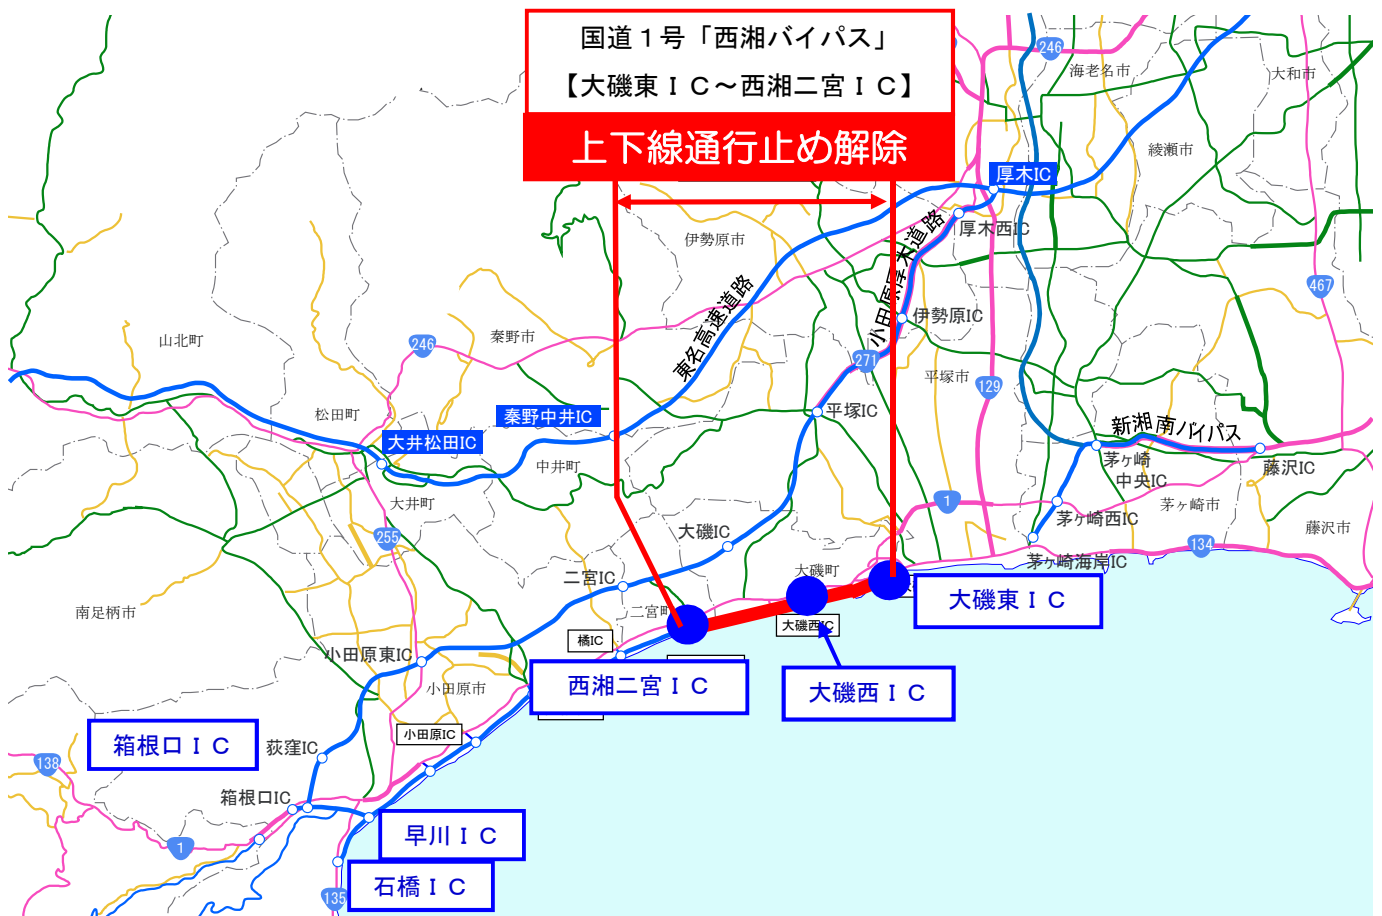 国道１号「西湘バイパス」
【大磯東ＩＣ～西湘二宮ＩＣ】
上下線通行止め解除
246
海老名市
大和市
綾瀬市
厚木IC
厚木西IC
伊勢原市
小田原厚木道路
467
東名高速道路
伊勢原IC
山北町
246
秦野市
271
平塚市
129
松田町
秦野中井IC
平塚IC
新湘南バイパス
大井松田IC
中井町
茅ヶ崎
中央IC
藤沢IC
大井町
1
茅ヶ崎西IC
茅ヶ崎市
藤沢市
255
大磯IC
134
茅ヶ崎海岸IC
二宮IC
大磯町
大磯東ＩＣ
南足柄市
二宮町
大磯西IC
橘IC
小田原東IC
西湘二宮ＩＣ
大磯西ＩＣ
小田原市
小田原IC
箱根口ＩＣ
荻窪IC
138
箱根口IC
早川ＩＣ
1
石橋ＩＣ
135